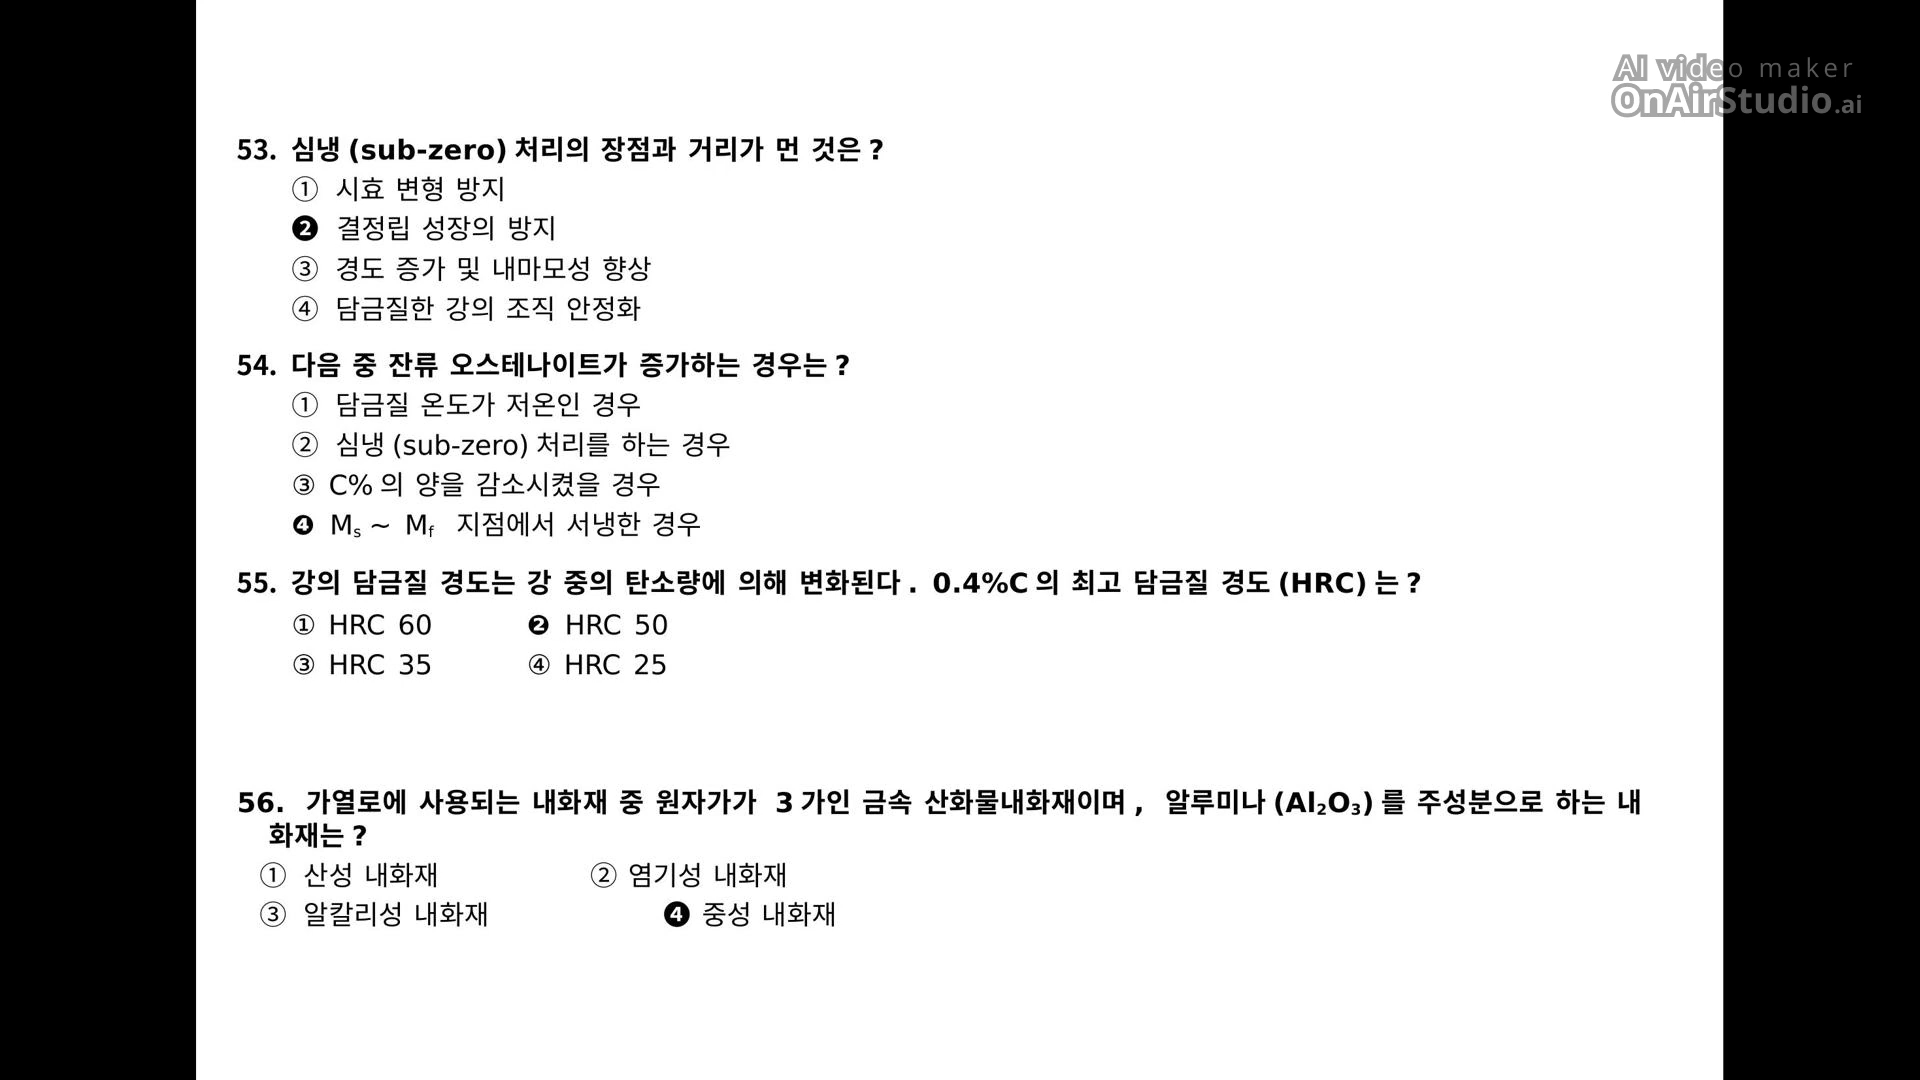 AI video maker
OnAirStudio.ai
53. 심냉(sub-zero)처리의 장점과 거리가 먼 것은?
① 시효 변형 방지
❷ 결정립 성장의 방지
③ 경도 증가 및 내마모성 향상
④ 담금질한 강의 조직 안정화
54. 다음 중 잔류 오스테나이트가 증가하는 경우는?
① 담금질 온도가 저온인 경우
② 심냉(sub-zero)처리를 하는 경우
③ C%의 양을 감소시켰을 경우
❹ Mₛ ~ M_f 지점에서 서냉한 경우
55. 강의 담금질 경도는 강 중의 탄소량에 의해 변화된다. 0.4%C의 최고 담금질 경도(HRC)는?
① HRC 60 ❷ HRC 50
③ HRC 35 ④ HRC 25
56. 가열로에 사용되는 내화재 중 원자가가 3가인 금속 산화물내화재이며, 알루미나(Al₂O₃)를 주성분으로 하는 내
화재는?
① 산성 내화재 ② 염기성 내화재
③ 알칼리성 내화재 ❹ 중성 내화재